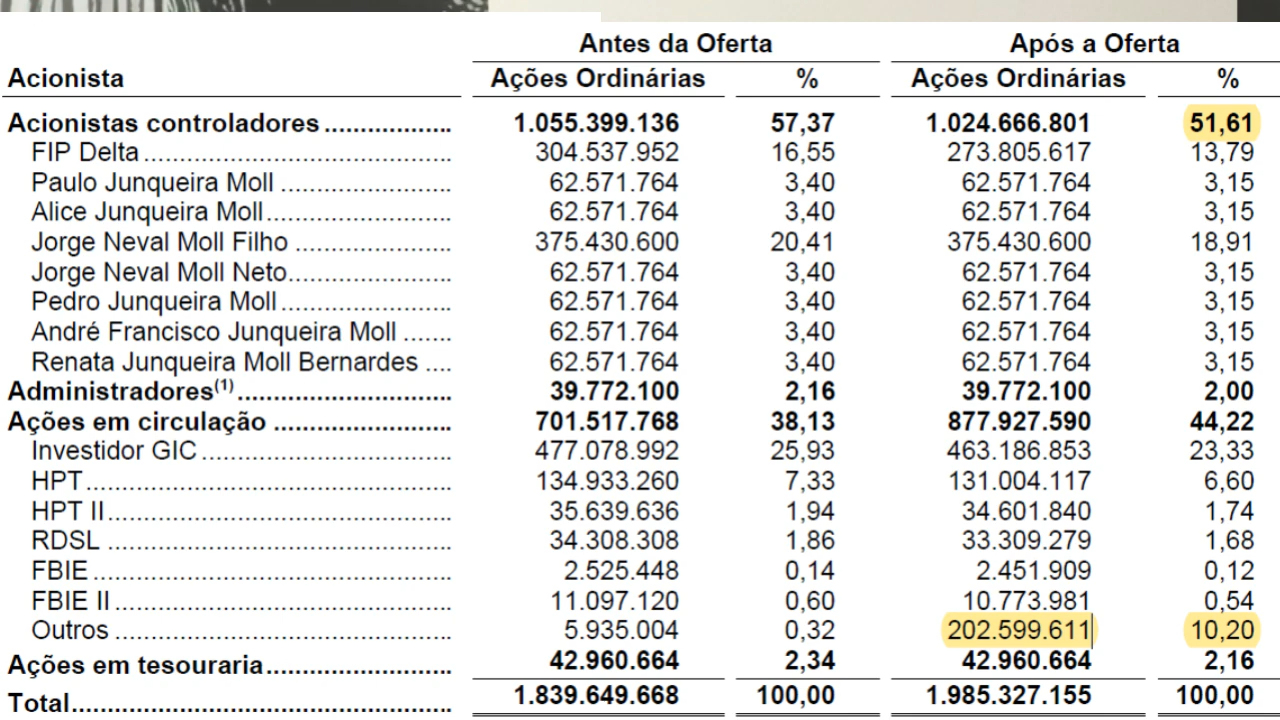 Antes da Oferta Após a Oferta
Acionista Ações Ordinárias % Ações Ordinárias %
Acionistas controladores 1.055.399.136 57,37 1.024.666.801 51,61
FIP Delta 304.537.952 16,55 273.805.617 13,79
Paulo Junqueira Moll 62.571.764 3,40 62.571.764 3,15
Alice Junqueira Moll 62.571.764 3,40 62.571.764 3,15
Jorge Neval Moll Filho 375.430.600 20,41 375.430.600 18,91
Jorge Neval Moll Neto 62.571.764 3,40 62.571.764 3,15
Pedro Junqueira Moll 62.571.764 3,40 62.571.764 3,15
André Francisco Junqueira Moll 62.571.764 3,40 62.571.764 3,15
Renata Junqueira Moll Bernardes 62.571.764 3,40 62.571.764 3,15
Administradores(1) 39.772.100 2,16 39.772.100 2,00
Ações em circulação 701.517.768 38,13 877.927.590 44,22
Investidor GIC 477.078.992 25,93 463.186.853 23,33
HPT 134.933.260 7,33 131.004.117 6,60
HPT II 35.639.636 1,94 34.601.840 1,74
RDSL 34.308.308 1,86 33.309.279 1,68
FBIE 2.525.448 0,14 2.451.909 0,12
FBIE II 11.097.120 0,60 10.773.981 0,54
Outros 5.935.004 0,32 202.599.611 10,20
Ações em tesouraria 42.960.664 2,34 42.960.664 2,16
Total 1.839.649.668 100,00 1.985.327.155 100,00